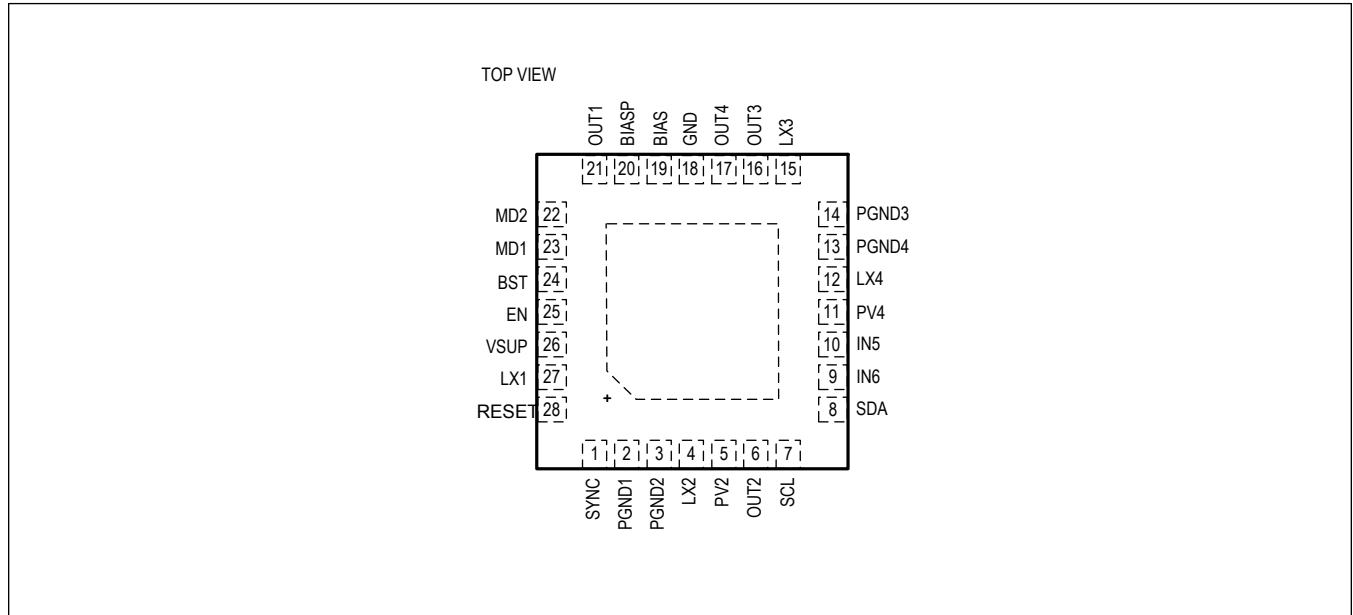 TOP VIEW
OUT1 BIASP BIAS GND OUT4 OUT3 LX3
21 20 19 18 17 16 15
MD2 22 14 PGND3
MD1 23 13 PGND4
BST 24 12 LX4
EN 25 11 PV4
VSUP 26 10 IN5
LX1 27 9 IN6
RESET 28 8 SDA
+
1 2 3 4 5 6 7
SYNC PGND1 PGND2 LX2 PV2 OUT2 SCL